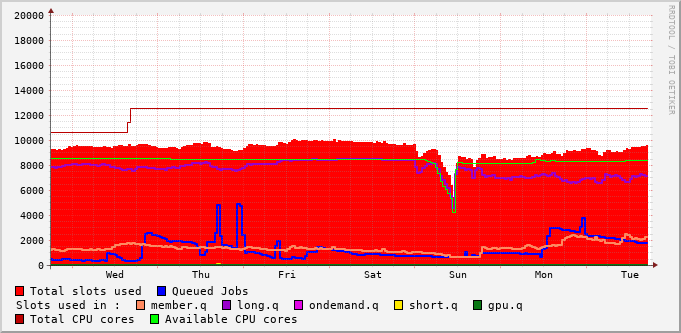 20000
18000
16000
14000
12000
10000
8000
6000
4000
2000
0
Wed Thu Fri Sat Sun Mon Tue
RRDTOOL / TOBI OETIKER
Total slots used Queued Jobs
Slots used in : member.q long.q ondemand.q short.q gpu.q
Total CPU cores Available CPU cores